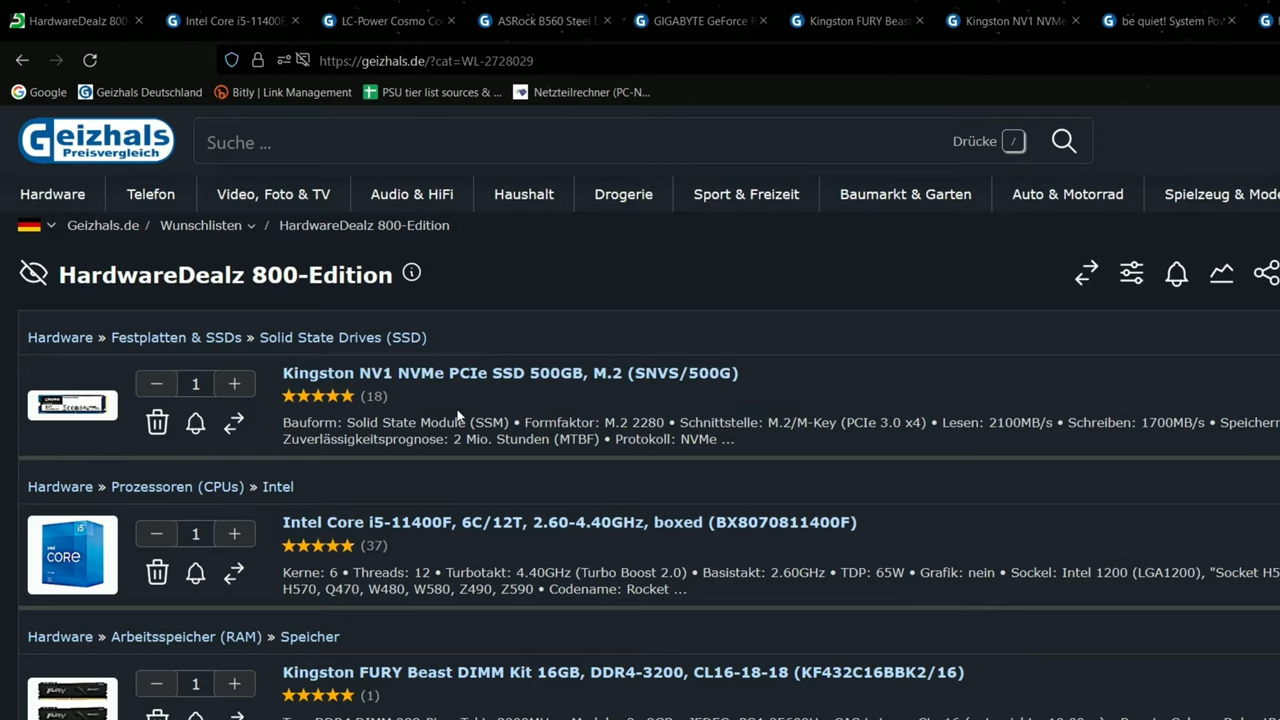 HardwareDealz 800-
Intel Core i5-11400F,
LC-Power Cosmo Co
ASRock B560 Steel
GIGABYTE GeForce
Kingston FURY Beas
Kingston NV1 NVMe
be quiet! System Po
https://geizhals.de/?cat=WL-2728029
Google
Geizhals Deutschland
Bitly | Link Management
PSU tier list sources & ...
Netzteilrechner (PC-N...
Geizhals
Preisvergleich
Suche ...
Drücke /
Hardware
Telefon
Video, Foto & TV
Audio & HiFi
Haushalt
Drogerie
Sport & Freizeit
Baumarkt & Garten
Auto & Motorrad
Spielzeug & Mode
Geizhals.de / Wunschlisten / HardwareDealz 800-Edition
HardwareDealz 800-Edition
Hardware » Festplatten & SSDs » Solid State Drives (SSD)
1
Kingston NV1 NVMe PCIe SSD 500GB, M.2 (SNVS/500G)
(18)
Bauform: Solid State Module (SSM) • Formfaktor: M.2 2280 • Schnittstelle: M.2/M-Key (PCIe 3.0 x4) • Lesen: 2100MB/s • Schreiben: 1700MB/s • Speichern
Zuverlässigkeitsprognose: 2 Mio. Stunden (MTBF) • Protokoll: NVMe ...
Hardware » Prozessoren (CPUs) » Intel
i5
CORE
1
Intel Core i5-11400F, 6C/12T, 2.60-4.40GHz, boxed (BX8070811400F)
(37)
Kerne: 6 • Threads: 12 • Turbotakt: 4.40GHz (Turbo Boost 2.0) • Basistakt: 2.60GHz • TDP: 65W • Grafik: nein • Sockel: Intel 1200 (LGA1200), "Socket H5
H570, Q470, W480, W580, Z490, Z590 • Codename: Rocket ...
Hardware » Arbeitsspeicher (RAM) » Speicher
FURY
1
Kingston FURY Beast DIMM Kit 16GB, DDR4-3200, CL16-18-18 (KF432C16BBK2/16)
(1)